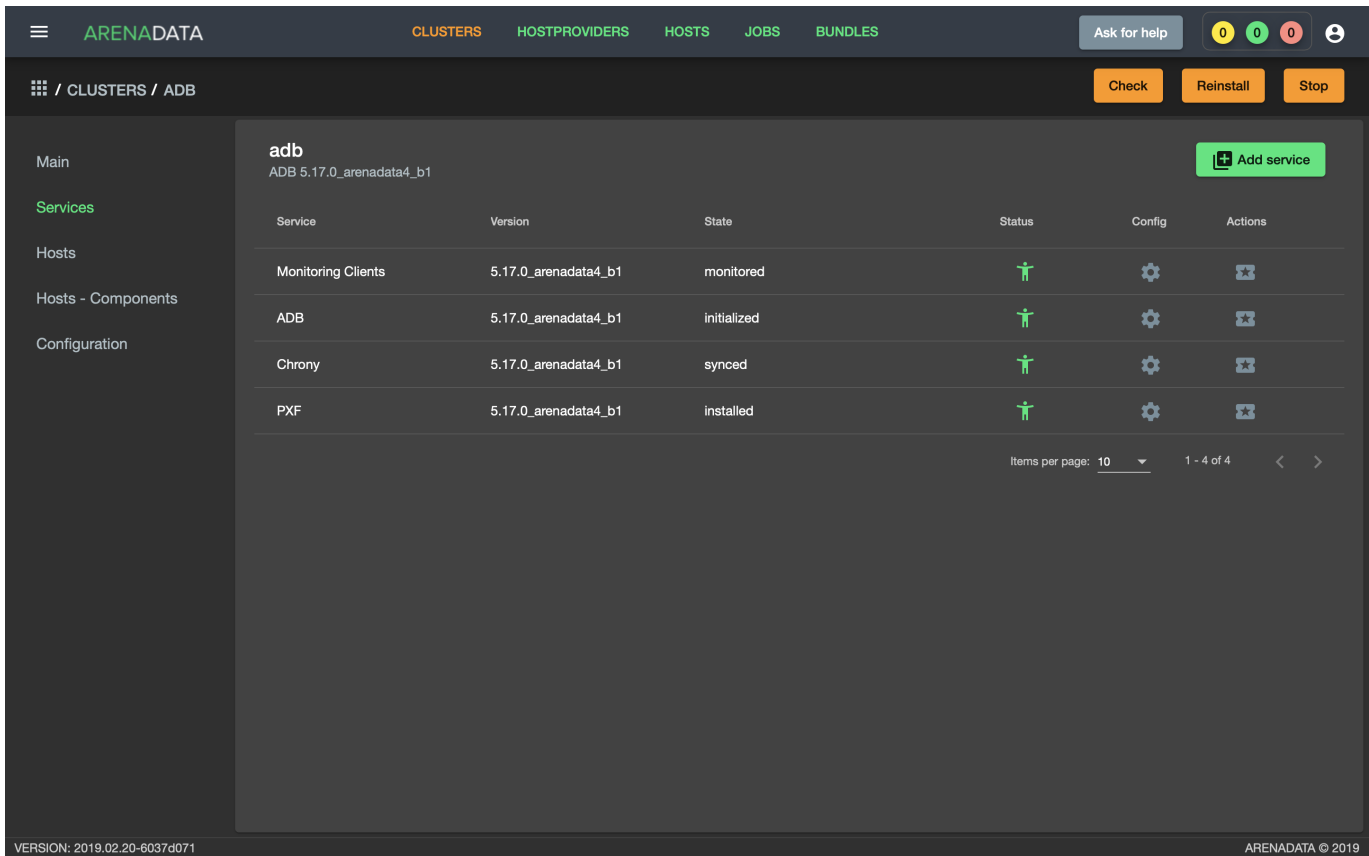 ARENADATA CLUSTERS HOSTPROVIDERS HOSTS JOBS BUNDLES Ask for help 0 0 0
/ CLUSTERS / ADB Check Reinstall Stop
Main
Services
Hosts
Hosts - Components
Configuration
adb
ADB 5.17.0_arenadata4_b1
Add service
Service Version State Status Config Actions
Monitoring Clients 5.17.0_arenadata4_b1 monitored
ADB 5.17.0_arenadata4_b1 initialized
Chrony 5.17.0_arenadata4_b1 synced
PXF 5.17.0_arenadata4_b1 installed
Items per page: 10 1 - 4 of 4
VERSION: 2019.02.20-6037d071 ARENADATA © 2019